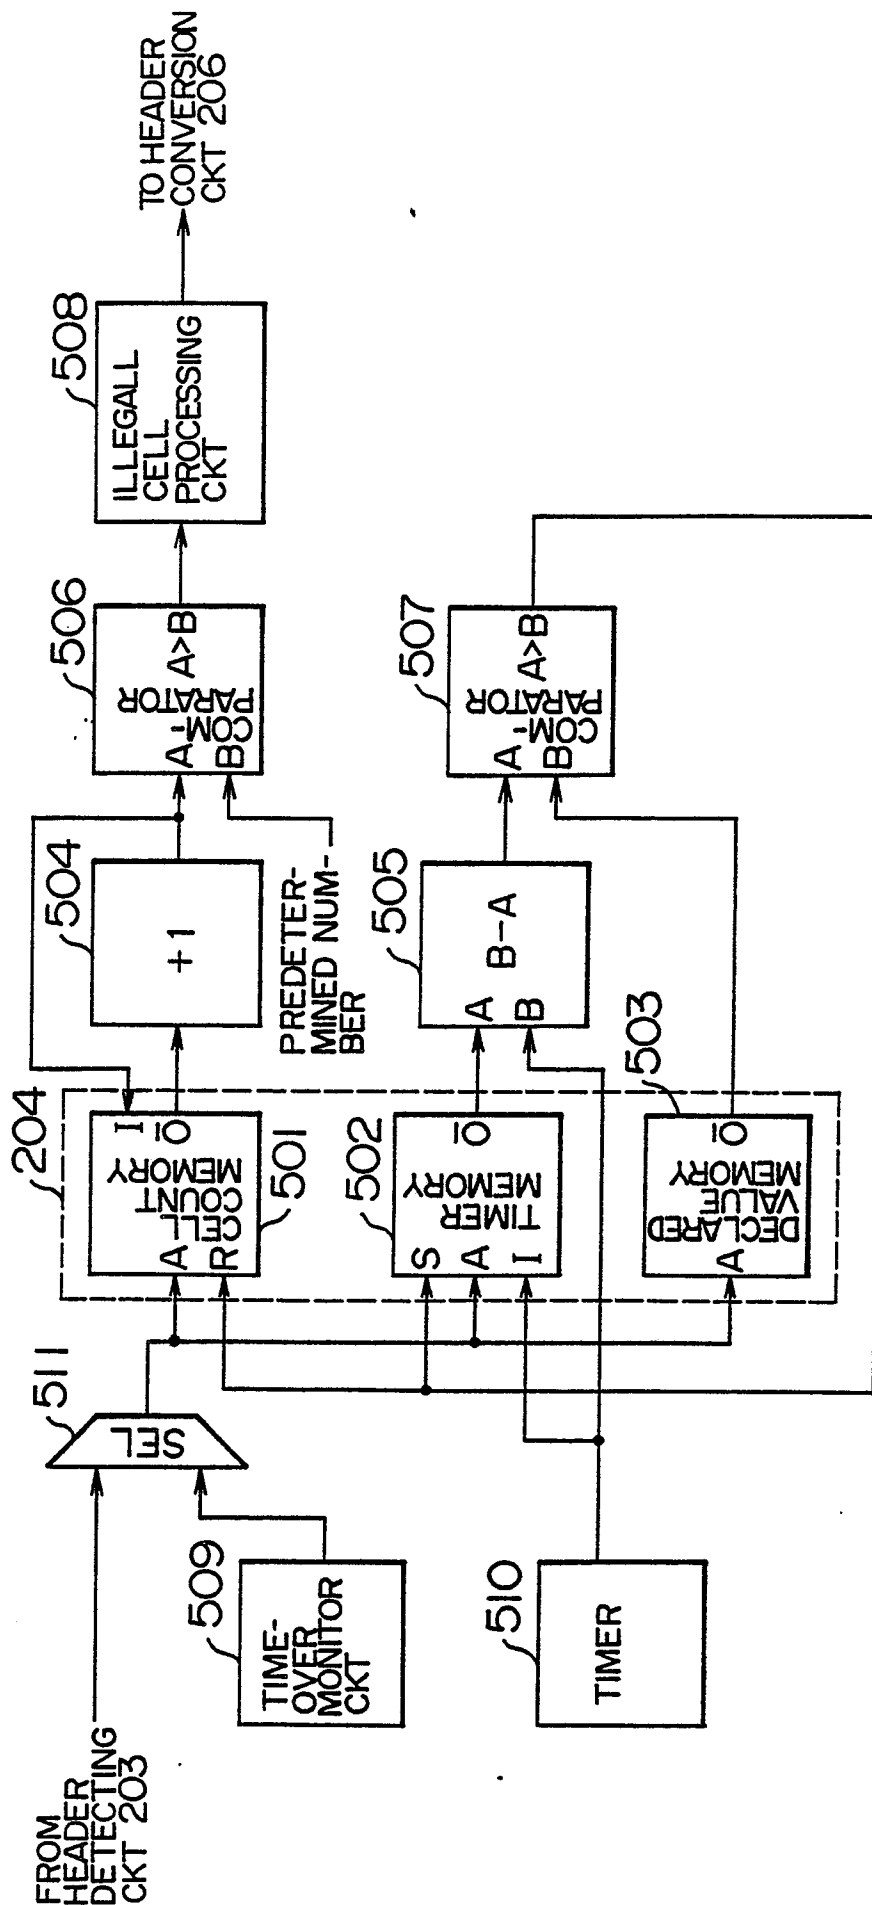 FROM
HEADER
DETECTING
CKT 203
511
SEL
509
TIME-
OVER
MONITOR
CKT
510
TIMER
204
A
R
CELL
COUNT
MEMORY
I
O
501
502
S
A
I
TIMER
MEMORY
O
503
A
DECLARED
VALUE
MEMORY
O
504
+1
PREDETER-
MINED NUM-
BER
505
A
B
B-A
506
A
B
COM-
PARATOR
A>B
507
A
B
COM-
PARATOR
A>B
508
ILLEGALL
CELL
PROCESSING
CKT
TO HEADER
CONVERSION
CKT 206